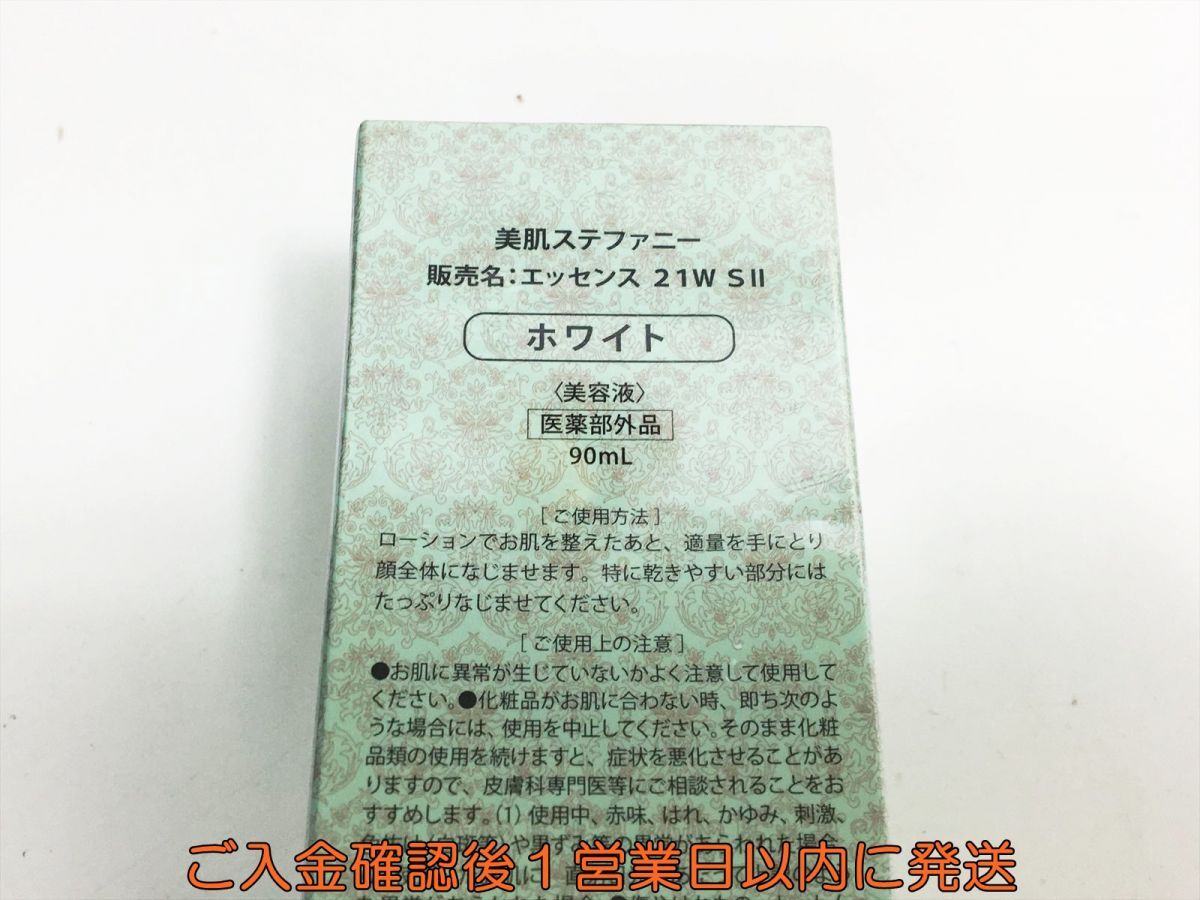 美肌ステファニー
販売名：エッセンス 21W SⅡ
ホワイト
〈美容液〉
医薬部外品
90mL
［ご使用方法］
ローションでお肌を整えたあと、適量を手にとり
顔全体になじませます。特に乾きやすい部分には
たっぷりなじませてください。
［ご使用上の注意］
●お肌に異常が生じていないかよく注意して使用して
ください。●化粧品がお肌に合わない時、即ち次のよ
うな場合には、使用を中止してください。そのまま化粧
品類の使用を続けますと、症状を悪化させることがあ
りますので、皮膚科専門医等にご相談されることをお
すすめします。(1) 使用中、赤味、はれ、かゆみ、刺激、
ご入金確認後１営業日以内に発送